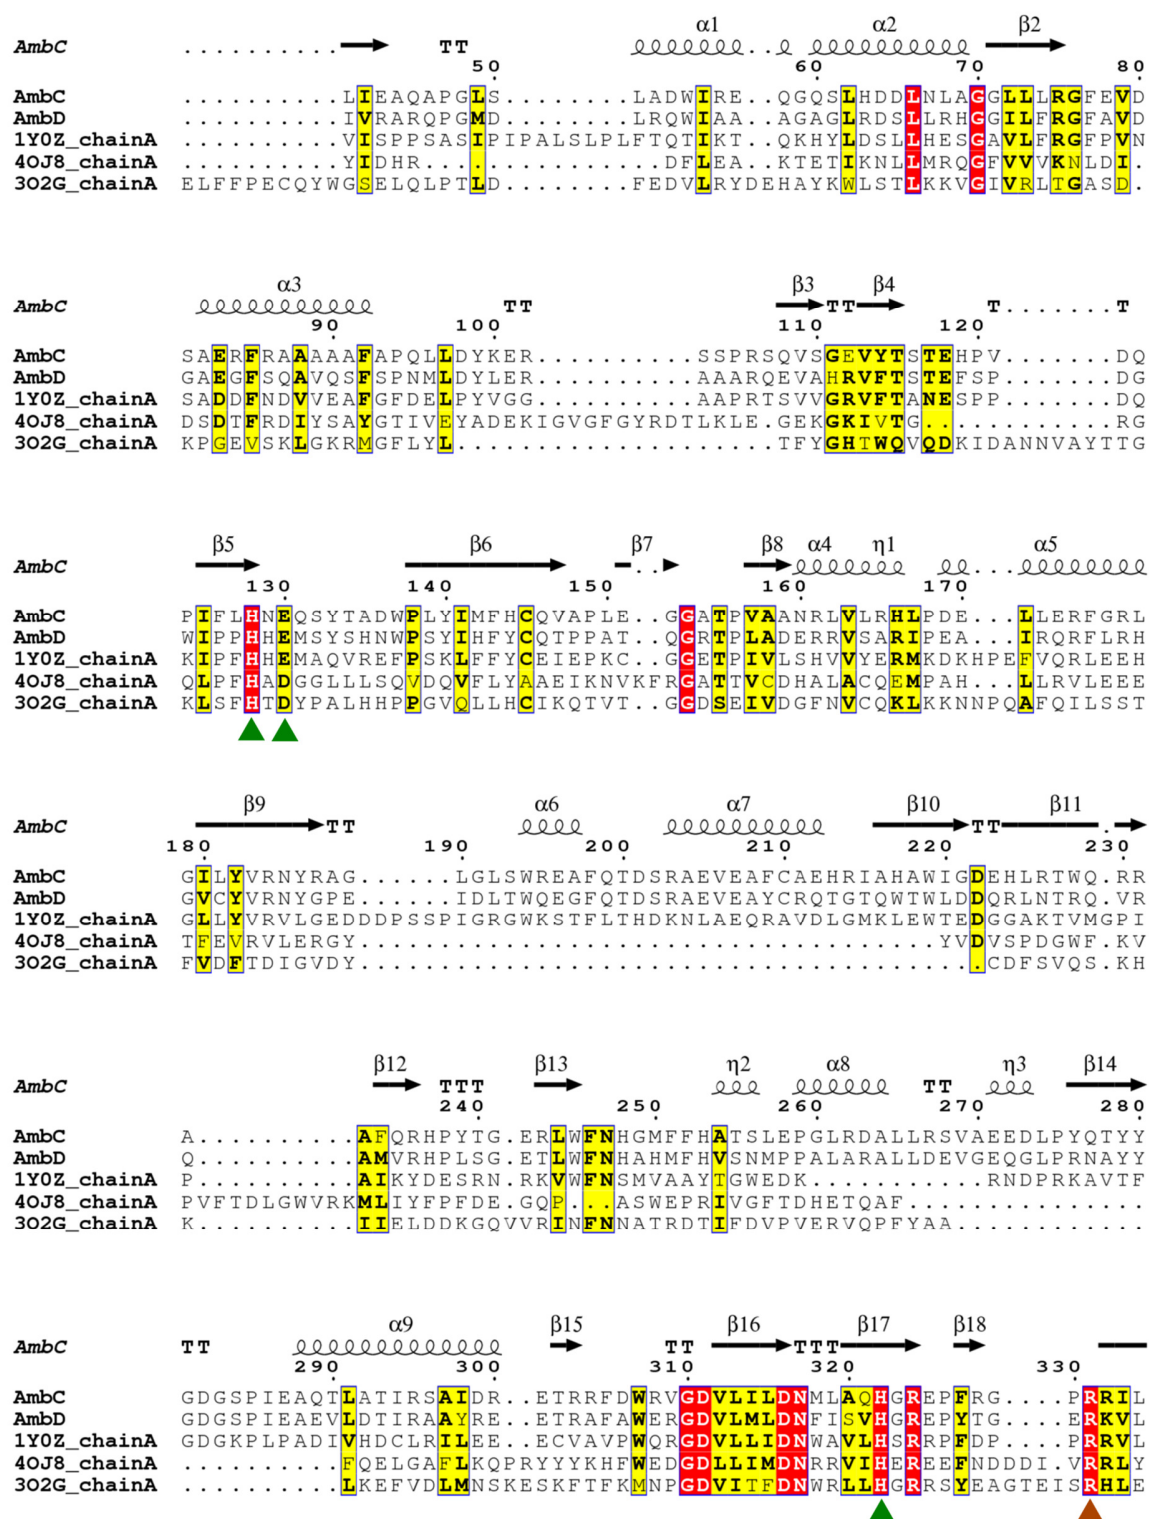 α1 α2 β2
AmbC TT
50 60 70 80
AmbC ..........LIEAQAPGLS........LADWIRE..QGQSLHDDLNLAGGLLLRGFEVD
AmbD ..........IVRARQPGMD........LRQWIAA..AGAGLRDSLLRHGGILFRGFAVD
1Y0Z_chainA ..........VISPPSASIPIPALSLPLFTQTIKT..QKHYLDSLLHESGAVLFRGFPVN
4OJ8_chainA ..........YIDHR.............DFLEA..KTETIKNLLMRQGFVVVKNLDI.
3O2G_chainA ELFFPECQYWGSELQLPTLD........FEDVLRYDEHAYKWLSTLKKVGIVRLTGASD.
α3 β3 β4
AmbC TT TT T.......T
90 100 110 120
AmbC SAERFRAAAAAFAPQLLDYKER..........SSPRSQVSGEVYTSTEHPV.......DQ
AmbD GAEGFSQAVQSFSPNMLDYLER..........AAARQEVAHRVFTSTEFSP.......DG
1Y0Z_chainA SADDFNDVVEAFGFDELPYVGG..........AAPRTSVVGRVFTANESPP.......DQ
4OJ8_chainA DSDTFRDIYSAYGTIVEYADEKIGVGFGYRDTLKLE.GEKGKIVTG............RG
3O2G_chainA KPGEVSKLGKRMGFLYL....................TFYGHTWQVQDKIDANNVAYTTG
β5 β6 β7 β8 α4 η1 α5
AmbC .. ...
130 140 150 160 170
AmbC PIFLHNEQSYTADWPLYIMFHCQVAPLE..GGATPVAANRLVLRHLPDE...LLERFGRL
AmbD WIPPHHEMSYSHNWPSYIHFYCQTPPAT..QGRTPLADERRVSARIPEA...IRQRFLRH
1Y0Z_chainA KIPFHHEMAQVREFPSKLFFYCEIEPKC..GGETPIVLSHVVYERMKDKHPEFVQRLEEH
4OJ8_chainA QLPFHADGGLLLSQVDQVFLYAAEIKNVKFRGATTVCDHALACQEMPAH...LLRVLEEE
3O2G_chainA KLSFHTDYPALHHPPGVQLLHCIKQTVT..GGDSEIVDGFNVCQKLKKNNPQAFQILSST
β9 α6 α7 β10 β11
AmbC TT TT .
180 190 200 210 220 230
AmbC GILYVRNYRAG......LGLSWREAFQTDSRAEVEAFCAEHRIAHAWIGDEHLRTWQ.RR
AmbD GVCYVRNYGPE......IDLTWQEGFQTDSRAEVEAYCRQTGTQWTWLDDQRLNTRQ.VR
1Y0Z_chainA GLLYVRVLGEDDDPSSPIGRGWKSTFLTHDKNLAEQRAVDLGMKLEWTEDGGAKTVMGPI
4OJ8_chainA TFEVRVLERGY....................................YVDVSPDGWF.KV
3O2G_chainA FVDFTDIGVDY......................................CDFSVQS.KH
β12 β13 η2 α8 η3 β14
AmbC TTT TT
240 250 260 270 280
AmbC A..........AFQRHPYTG.ERLWFNHGMFFHATSLEPGLRDALLRSVAEEDLPYQTYY
AmbD Q..........AMVRHPLSG.ETLWFNHAHMFHVSNMPPALARALLDEVGEQGLPRNAYY
1Y0Z_chainA P..........AIKYDESRN.RKVWFNSMVAAYTGWEDK...........RNDPRKAVTF
4OJ8_chainA PVFTDLGWVRKMLIYFPFDE.GQP...ASWEPRIVGFTDHETQAF...............
3O2G_chainA K..........IIELDDKGQVVRINFNNATRDTIFDVPVERVQPFYAA............
α9 β15 β16 β17 β18
AmbC TT TT TTT
290 300 310 320 330
AmbC GDGSPIEAQTLATIRSAIDR..ETRRFDWRVGDVLILDNMLAQHGREPFRG....PRRIL
AmbD GDGSPIEAEVLDTIRAAYRE..ETRAFAWERGDVLMLDNFISVHGREPYTG....ERKVL
1Y0Z_chainA GDGKPLPADIVHDCLRILEE..ECVAVPWQRGDVLLIDNWAVLHSRRPFDP....PRRVL
4OJ8_chainA ..........FQELGAFLKQPRYYYKHFWEDGDLLIMDNRRVIHEREEFNDDDI.VRRLY
3O2G_chainA ..........LKEFVDLMNSKESKFTFKMNPGDVITFDNWRLLHGRRSYEAGTEISRHLE